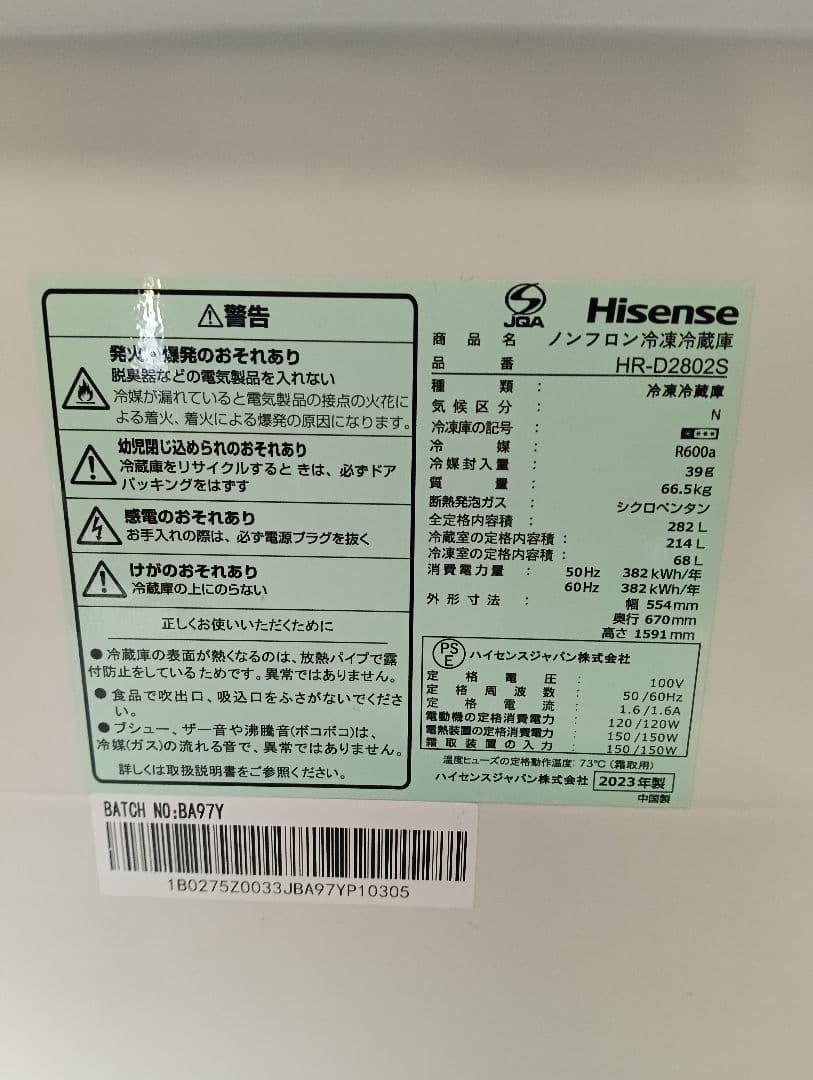 警告
発火・爆発のおそれあり
脱臭器などの電気製品を入れない
冷媒が漏れていると電気製品の接点の火花に
よる着火、着火による爆発の原因になります。
幼児閉じ込められのおそれあり
冷蔵庫をリサイクルするときは、必ずドア
パッキングをはずす
感電のおそれあり
お手入れの際は、必ず電源プラグを抜く
けがのおそれあり
冷蔵庫の上にのらない
正しくお使いいただくために
●冷蔵庫の表面が熱くなるのは、放熱パイプで露
付防止をしているためです。異常ではありません。
●食品で吹出口、吸込口をふさがないでくださ
い。
●ブシュー、ザー音や沸騰音(ボコボコ)は、
冷媒(ガス)の流れる音で、異常ではありません。
詳しくは取扱説明書をご参照ください。
JQA Hisense
商品名 ノンフロン冷凍冷蔵庫
品番 HR-D2802S
種類 : 冷凍冷蔵庫
気候区分 : N
冷凍庫の記号 :
冷媒 : R600a
冷媒封入量 : 39g
質量 : 66.5kg
断熱発泡ガス : シクロペンタン
全定格内容積 : 282 L
冷蔵室の定格内容積 : 214 L
冷凍室の定格内容積 : 68 L
消費電力量 : 50Hz 382 kWh/年
60Hz 382 kWh/年
外形寸法 : 幅 554mm
奥行 670mm
高さ 1591mm
PSE ハイセンスジャパン株式会社
定格電圧 : 100V
定格周波数 : 50/60Hz
定格電流 : 1.6/1.6A
電動機の定格消費電力 : 120/120W
電熱装置の定格消費電力 : 150/150W
霜取装置の入力 : 150/150W
温度ヒューズの定格動作温度: 73℃ (霜取用)
ハイセンスジャパン株式会社 2023年製
中国製
BATCH NO:BA97Y
1B0275Z0033JBA97YP10305